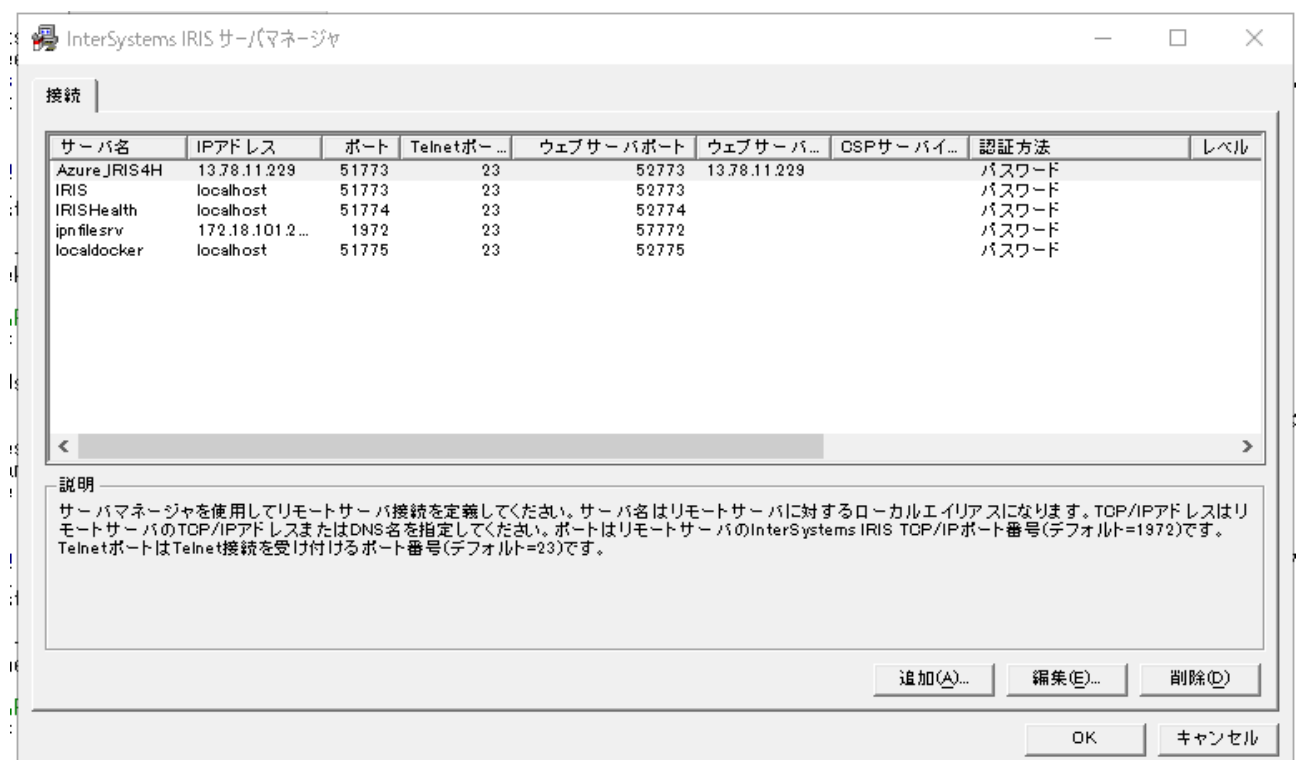 InterSystems IRIS サーバマネージャ
接続
サーバ名 IPアドレス ポート Telnetポー... ウェブサーバポート ウェブサーバ... CSPサーバイ... 認証方法 レベル
Azure_IRIS4H 13.78.11.229 51773 23 52773 13.78.11.229 パスワード
IRIS localhost 51773 23 52773 パスワード
IRISHealth localhost 51774 23 52774 パスワード
jpnfilesrv 172.18.101.2... 1972 23 57772 パスワード
localdocker localhost 51775 23 52775 パスワード
説明
サーバマネージャを使用してリモートサーバ接続を定義してください。サーバ名はリモートサーバに対するローカルエイリアスになります。TCP/IPアドレスはリ
モートサーバのTCP/IPアドレスまたはDNS名を指定してください。ポートはリモートサーバのInterSystems IRIS TCP/IPポート番号(デフォルト=1972)です。
TelnetポートはTelnet接続を受け付けるポート番号(デフォルト=23)です。
追加(A)... 編集(E)... 削除(D)
OK キャンセル